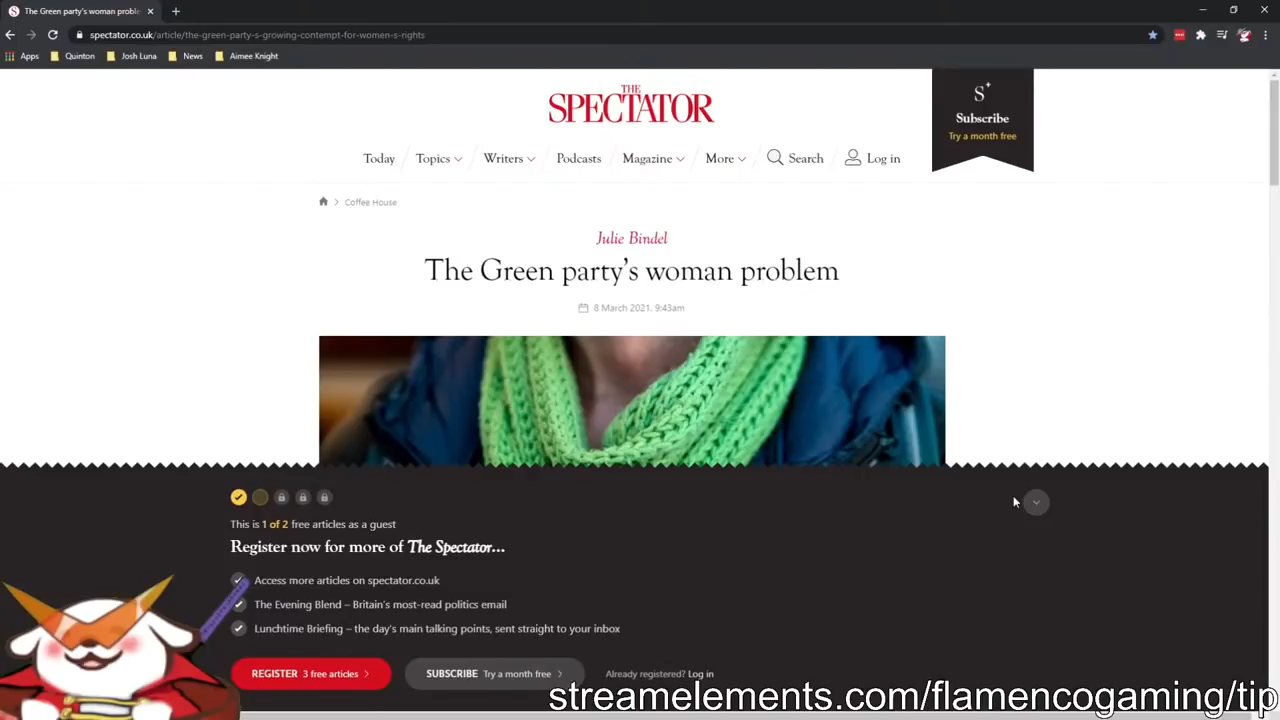 The Green party's woman proble
spectator.co.uk/article/the-green-party-s-growing-contempt-for-women-s-rights
Apps Quinton Josh Luna News Aimee Knight
THE
SPECTATOR
S+
Subscribe
Try a month free
Today Topics Writers Podcasts Magazine More Search Log in
Coffee House
Julie Bindel
The Green party's woman problem
8 March 2021, 9:43am
This is 1 of 2 free articles as a guest
Register now for more of The Spectator...
Access more articles on spectator.co.uk
The Evening Blend – Britain's most-read politics email
Lunchtime Briefing – the day's main talking points, sent straight to your inbox
REGISTER 3 free articles SUBSCRIBE Try a month free Already registered? Log in
streamelements.com/flamencogaming/tip